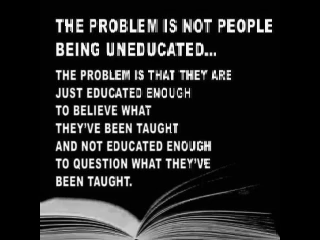 THE PROBLEM IS NOT PEOPLE
BEING UNEDUCATED...
THE PROBLEM IS THAT THEY ARE
JUST EDUCATED ENOUGH
TO BELIEVE WHAT
THEY'VE BEEN TAUGHT
AND NOT EDUCATED ENOUGH
TO QUESTION WHAT THEY'VE
BEEN TAUGHT.